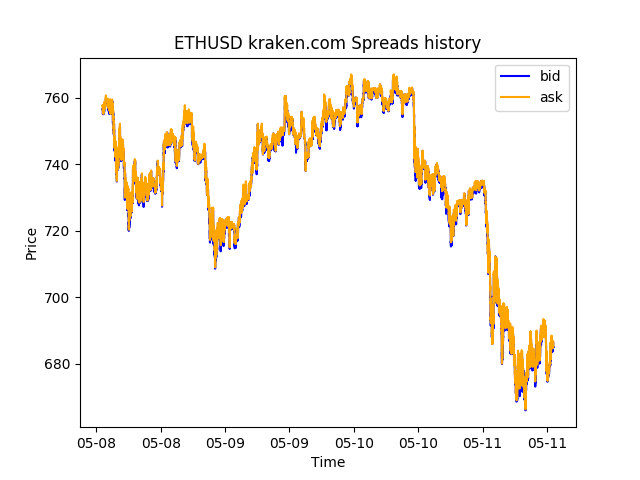 ETHUSD kraken.com Spreads history
bid
ask
Price
760
740
720
700
680
05-08 05-08 05-09 05-09 05-10 05-10 05-11 05-11
Time